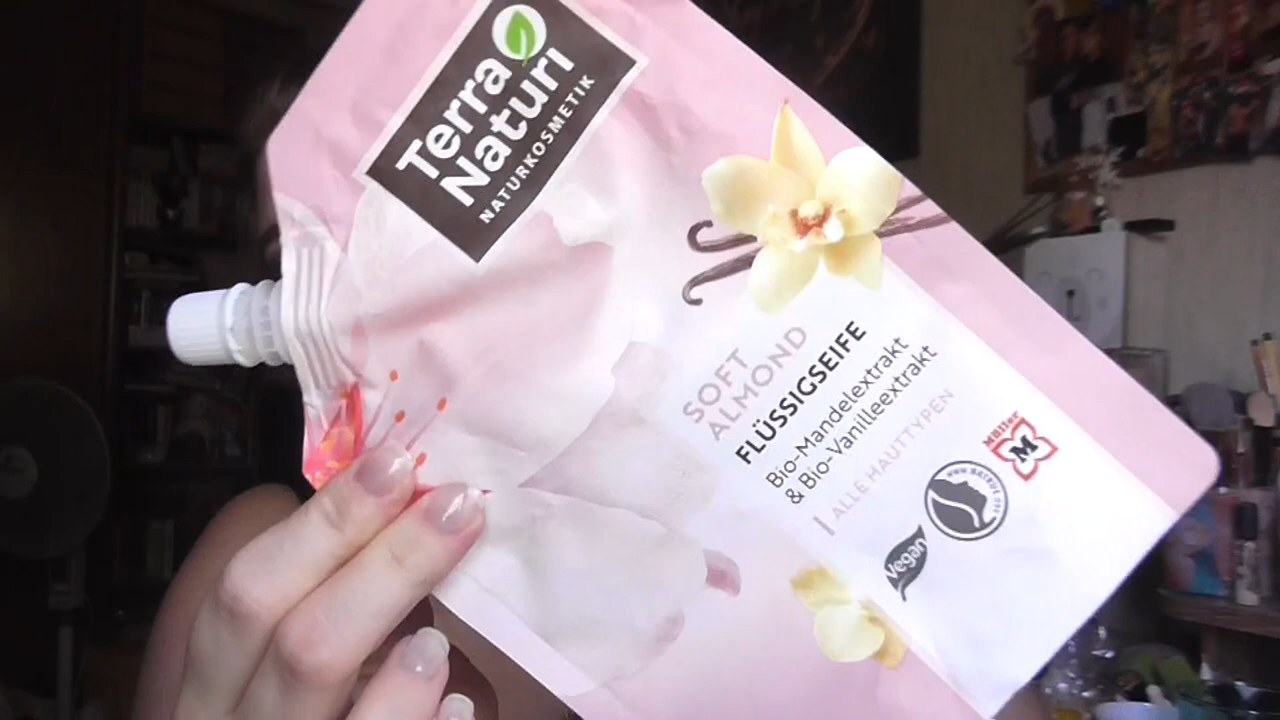 Terra
Naturi
NATURKOSMETIK
SOFT
ALMOND
FLÜSSIGSEIFE
Bio-Mandelextrakt
& Bio-Vanilleextrakt
ALLE HAUTTYPEN
Vegan
Müller
M